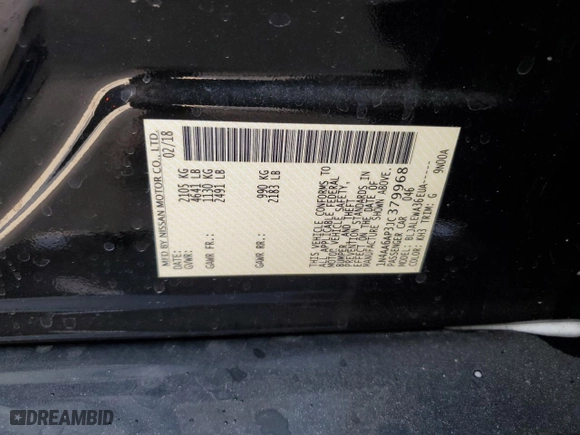 MFD BY NISSAN MOTOR CO., LTD.
DATE: 02/18
GVWR: 2105 KG
4641 LB
GAWR FR: 1130 KG
2491 LB
GAWR RR: 990 KG
2183 LB
THIS VEHICLE CONFORMS TO
ALL APPLICABLE FEDERAL
MOTOR VEHICLE SAFETY,
BUMPER, AND THEFT
PREVENTION STANDARDS IN
EFFECT ON THE DATE OF
MANUFACTURE SHOWN ABOVE.
1N4AA6AP3JC379968
PASSENGER CAR 046
MODEL: BLJALEWA36EUA-----
COLOR: KH3 TRIM: G 9N00A
DREAMBID